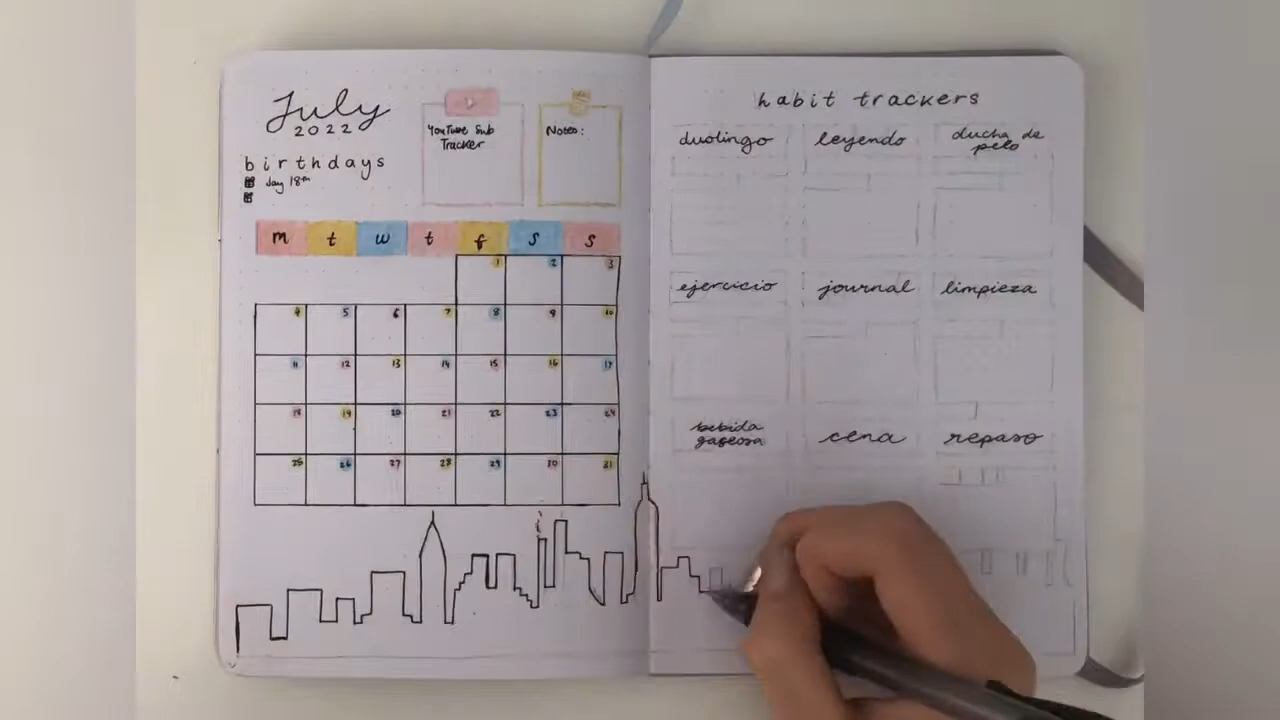 July
2022
birthdays
Jay 18th
YouTube Sub
Tracker
Notes:
m t w t f s s
1 2 3
4 5 6 7 8 9 10
11 12 13 14 15 16 17
18 19 20 21 22 23 24
25 26 27 28 29 30 31
habit trackers
duolingo leyendo ducha de
pelo
ejercicio journal limpieza
bebida
gaseosa cena repaso